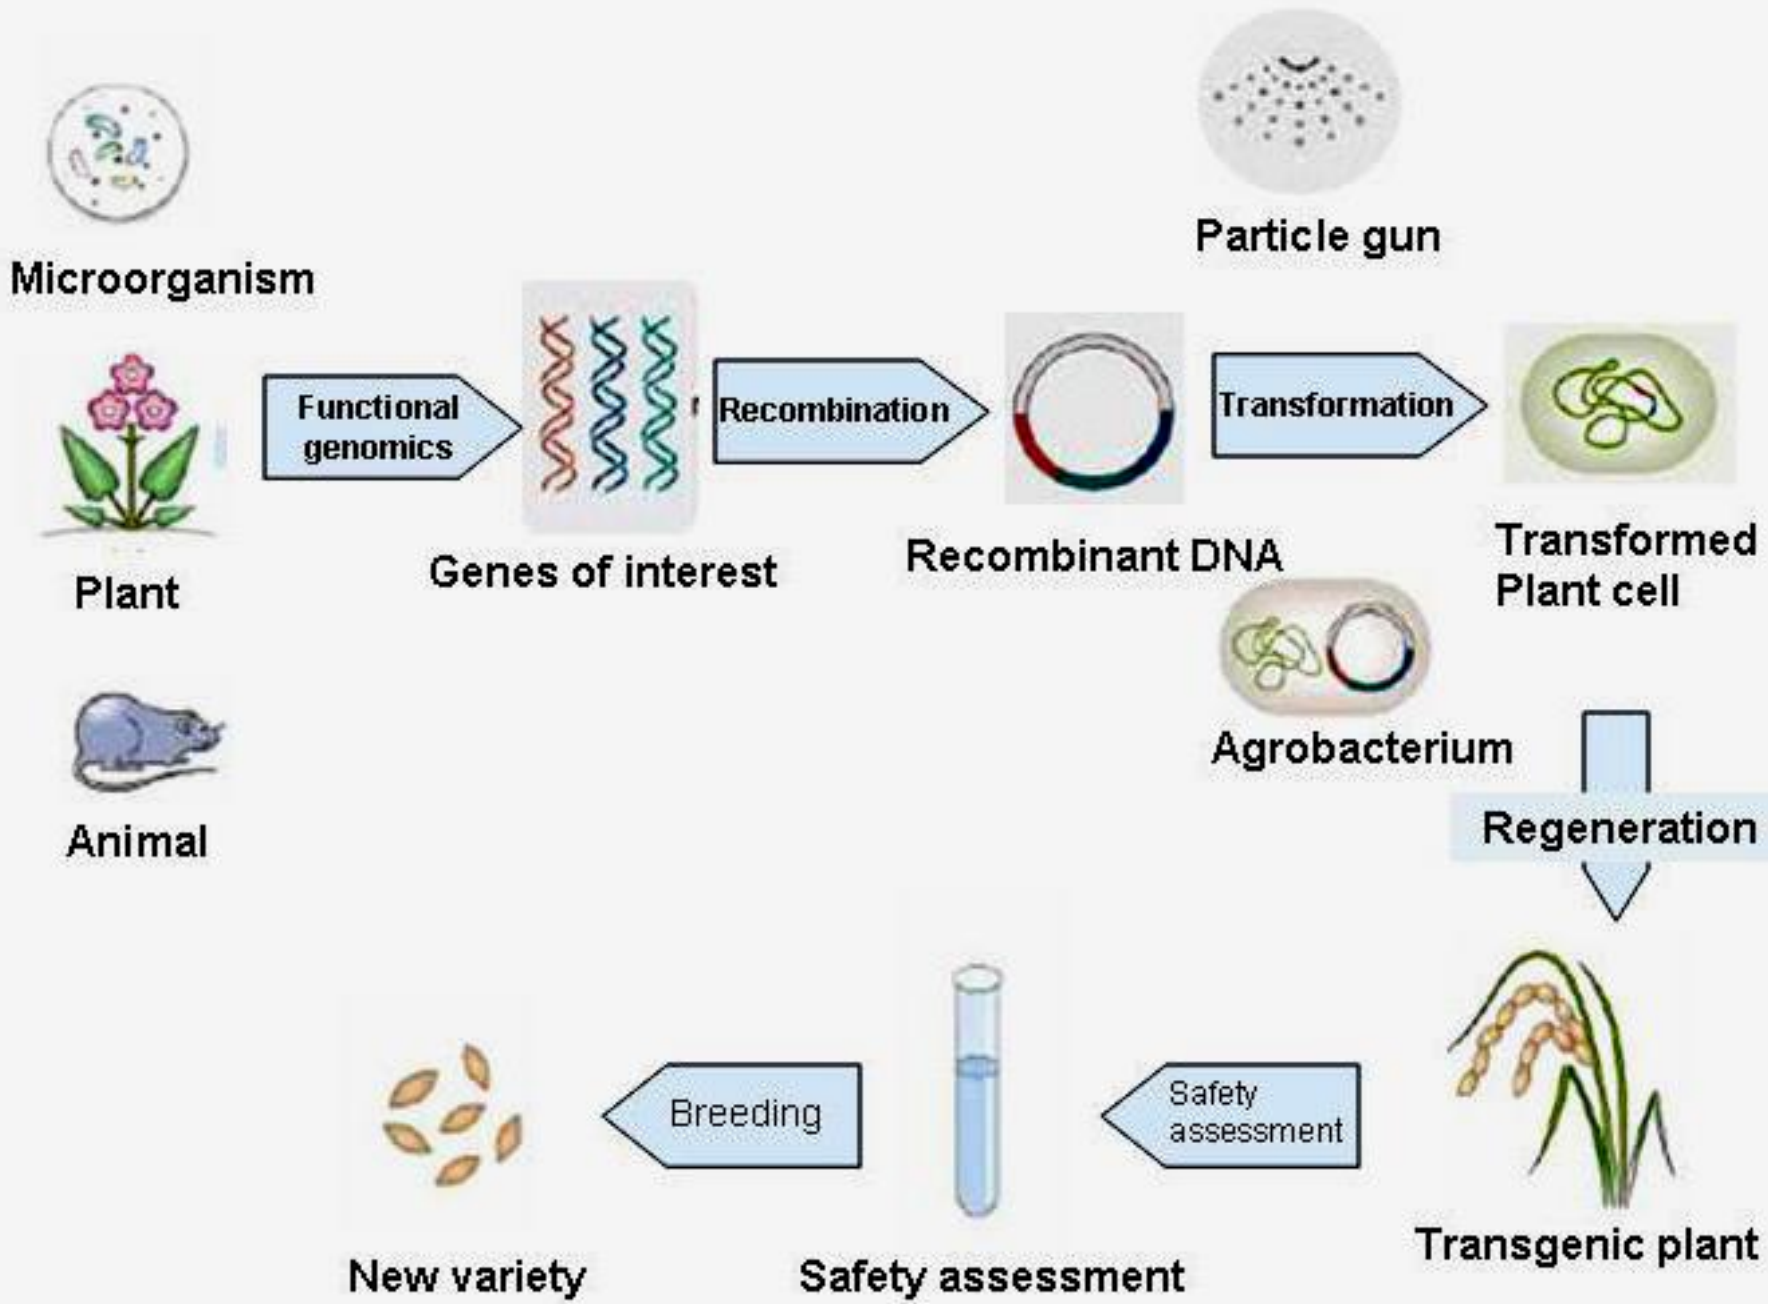 Particle gun
Microorganism
Functional
genomics
Recombination
Transformation
Plant
Genes of interest
Recombinant DNA
Transformed
Plant cell
Agrobacterium
Animal
Regeneration
Breeding
Safety
assessment
New variety
Safety assessment
Transgenic plant